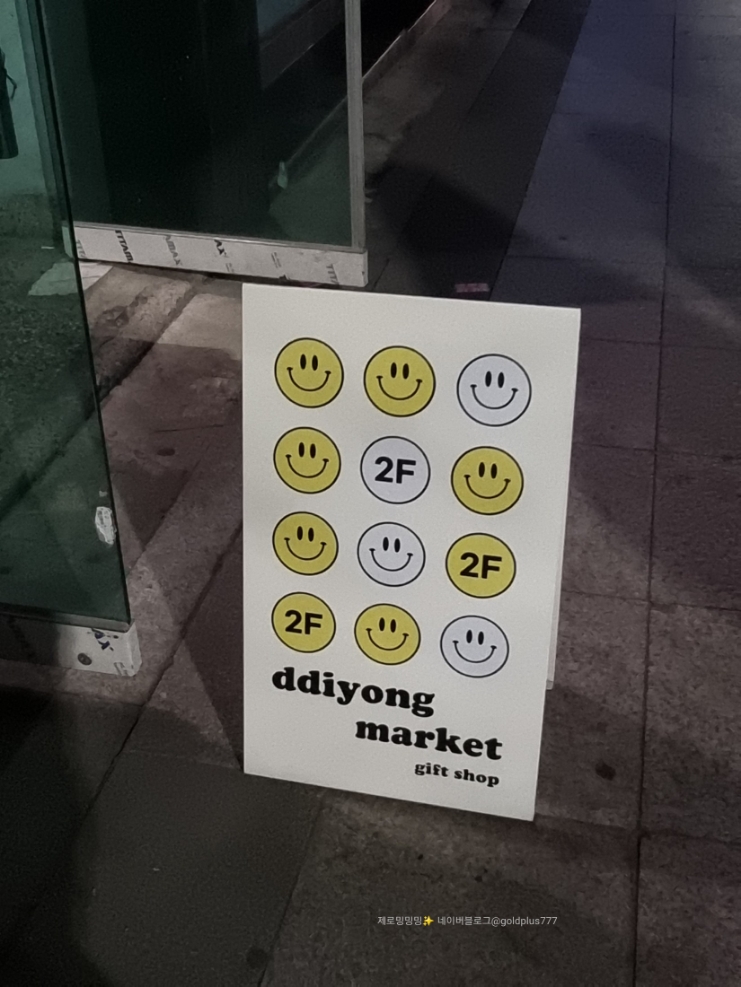 2F
2F
2F
ddiyong
market
gift shop
제로밍밍밍✨ 네이버블로그@goldplus777